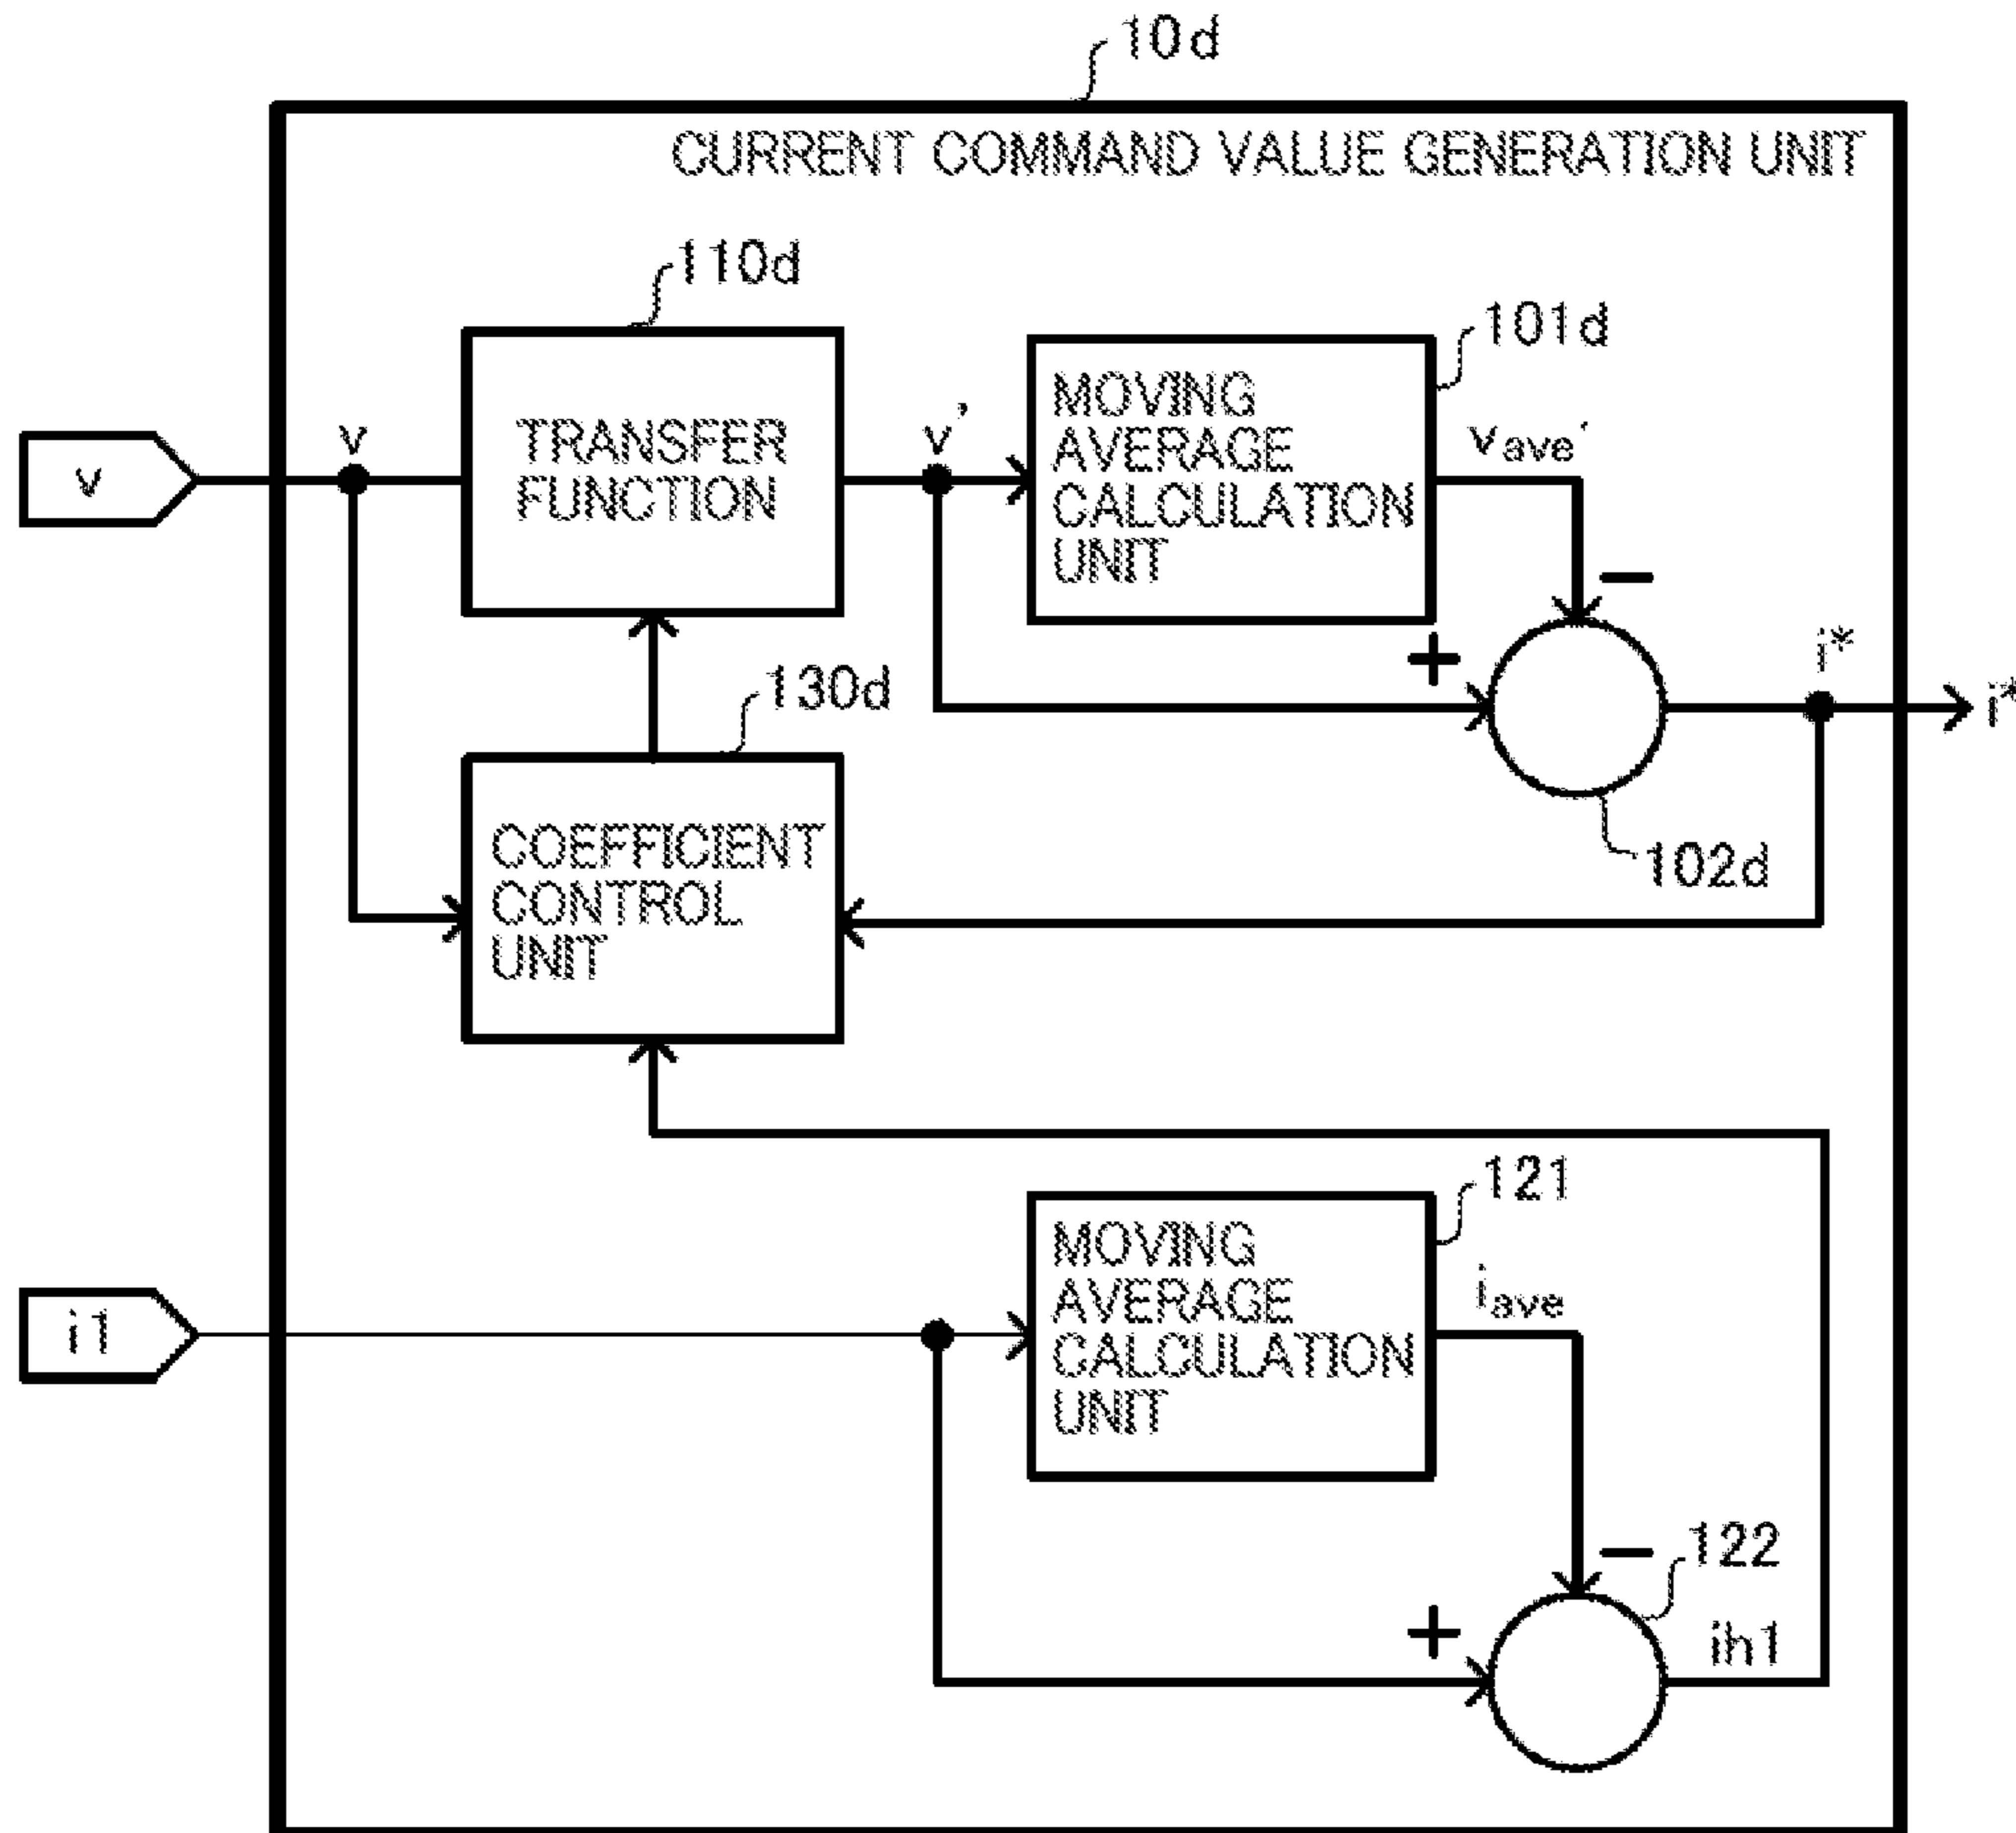 10d
CURRENT COMMAND VALUE GENERATION UNIT
110d
101d
v
v
TRANSFER
FUNCTION
v'
MOVING
AVERAGE
CALCULATION
UNIT
vave'
−
+
i*
i*
130d
102d
COEFFICIENT
CONTROL
UNIT
121
i1
MOVING
AVERAGE
CALCULATION
UNIT
iave
−
122
+
ih1